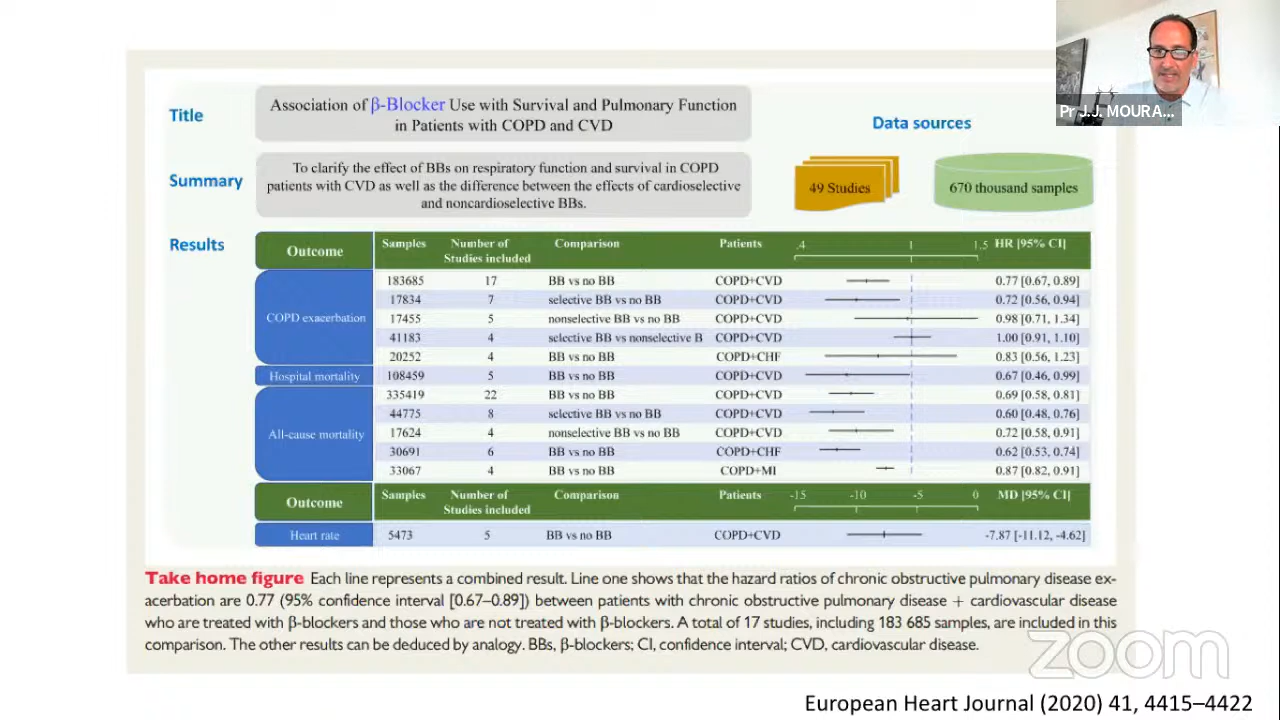 Pr J.J. MOURA...
Title
Association of β-Blocker Use with Survival and Pulmonary Function
in Patients with COPD and CVD
Data sources
Summary
To clarify the effect of BBs on respiratory function and survival in COPD
patients with CVD as well as the difference between the effects of cardioselective
and noncardioselective BBs.
49 Studies
670 thousand samples
Results
Outcome Samples Number of Studies included Comparison Patients .4 1 1.5 HR [95% CI]
COPD exacerbation
183685 17 BB vs no BB COPD+CVD 0.77 [0.67, 0.89]
17834 7 selective BB vs no BB COPD+CVD 0.72 [0.56, 0.94]
17455 5 nonselective BB vs no BB COPD+CVD 0.98 [0.71, 1.34]
41183 4 selective BB vs nonselective B COPD+CVD 1.00 [0.91, 1.10]
20252 4 BB vs no BB COPD+CHF 0.83 [0.56, 1.23]
Hospital mortality 108459 5 BB vs no BB COPD+CVD 0.67 [0.46, 0.99]
All-cause mortality
335419 22 BB vs no BB COPD+CVD 0.69 [0.58, 0.81]
44775 8 selective BB vs no BB COPD+CVD 0.60 [0.48, 0.76]
17624 4 nonselective BB vs no BB COPD+CVD 0.72 [0.58, 0.91]
30691 6 BB vs no BB COPD+CHF 0.62 [0.53, 0.74]
33067 4 BB vs no BB COPD+MI 0.87 [0.82, 0.91]
Outcome Samples Number of Studies included Comparison Patients -15 -10 -5 0 MD [95% CI]
Heart rate 5473 5 BB vs no BB COPD+CVD -7.87 [-11.12, -4.62]
Take home figure Each line represents a combined result. Line one shows that the hazard ratios of chronic obstructive pulmonary disease ex-
acerbation are 0.77 (95% confidence interval [0.67–0.89]) between patients with chronic obstructive pulmonary disease + cardiovascular disease
who are treated with β-blockers and those who are not treated with β-blockers. A total of 17 studies, including 183 685 samples, are included in this
comparison. The other results can be deduced by analogy. BBs, β-blockers; CI, confidence interval; CVD, cardiovascular disease.
zoom
European Heart Journal (2020) 41, 4415–4422